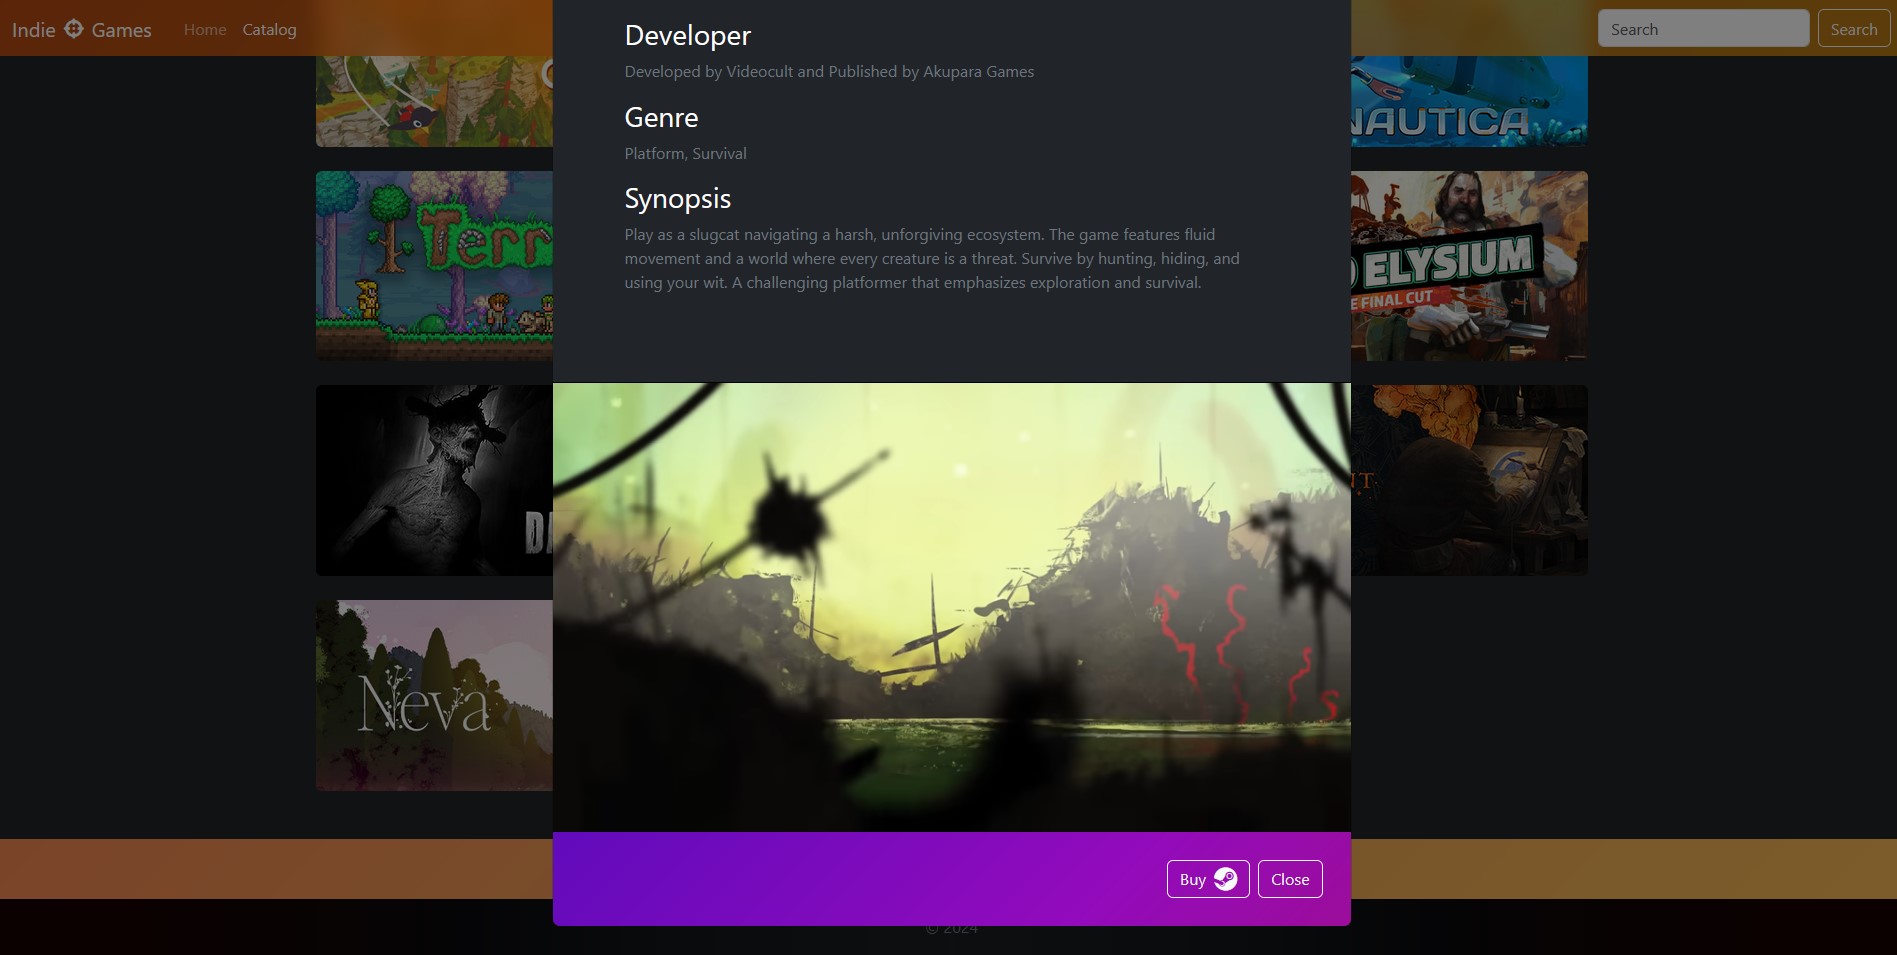 Indie Games Home Catalog
Search Search
Developer
Developed by Videocult and Published by Akupara Games
Genre
Platform, Survival
Synopsis
Play as a slugcat navigating a harsh, unforgiving ecosystem. The game features fluid
movement and a world where every creature is a threat. Survive by hunting, hiding, and
using your wit. A challenging platformer that emphasizes exploration and survival.
NAUTICA
Terr
ELYSIUM
FINAL CUT
DA
NT
Neva
Buy Close
© 2024